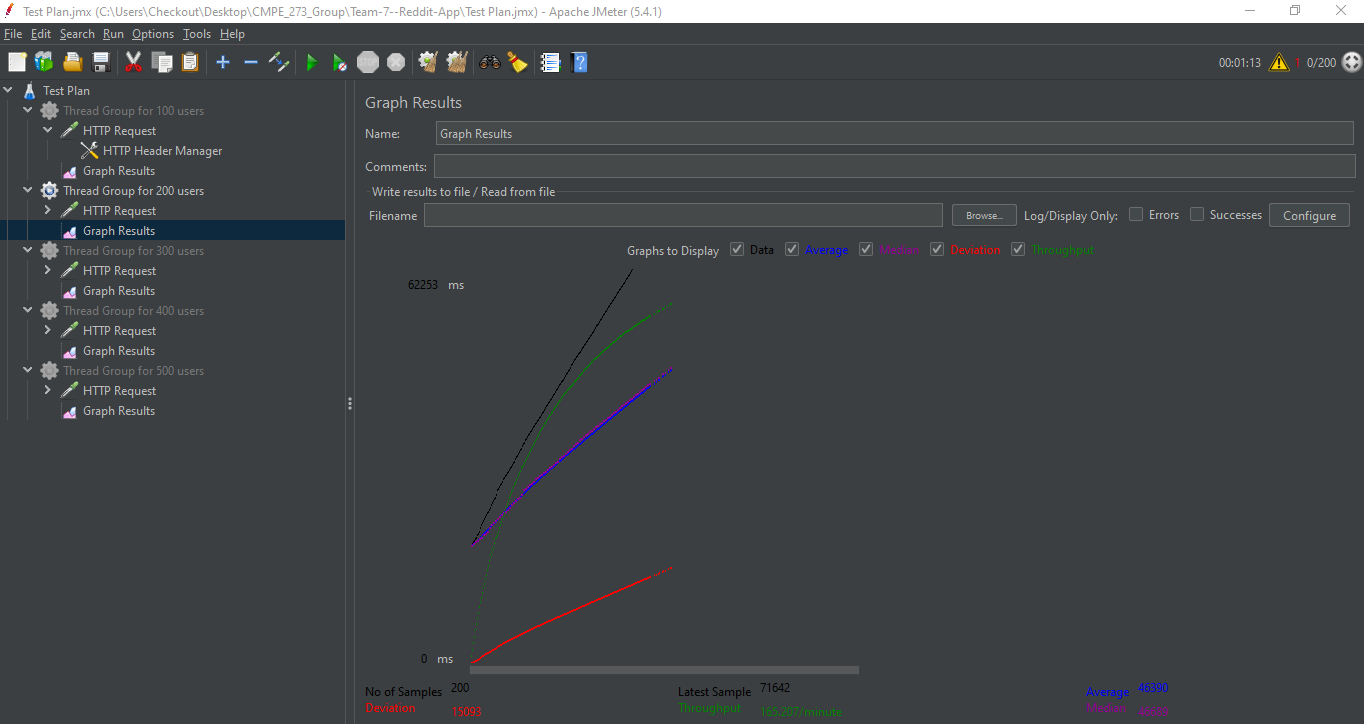 Test Plan.jmx (C:\Users\Checkout\Desktop\CMPE_273_Group\Team-7--Reddit-App\Test Plan.jmx) - Apache JMeter (5.4.1)
File Edit Search Run Options Tools Help
00:01:13 1 0/200
Test Plan
Thread Group for 100 users
HTTP Request
HTTP Header Manager
Graph Results
Thread Group for 200 users
HTTP Request
Graph Results
Thread Group for 300 users
HTTP Request
Graph Results
Thread Group for 400 users
HTTP Request
Graph Results
Thread Group for 500 users
HTTP Request
Graph Results
Graph Results
Name: Graph Results
Comments:
Write results to file / Read from file
Filename Browse... Log/Display Only: Errors Successes Configure
Graphs to Display Data Average Median Deviation Throughput
62253 ms
0 ms
No of Samples 200 Latest Sample 71642 Average 46390
Deviation 15093 Throughput 165.207/minute Median